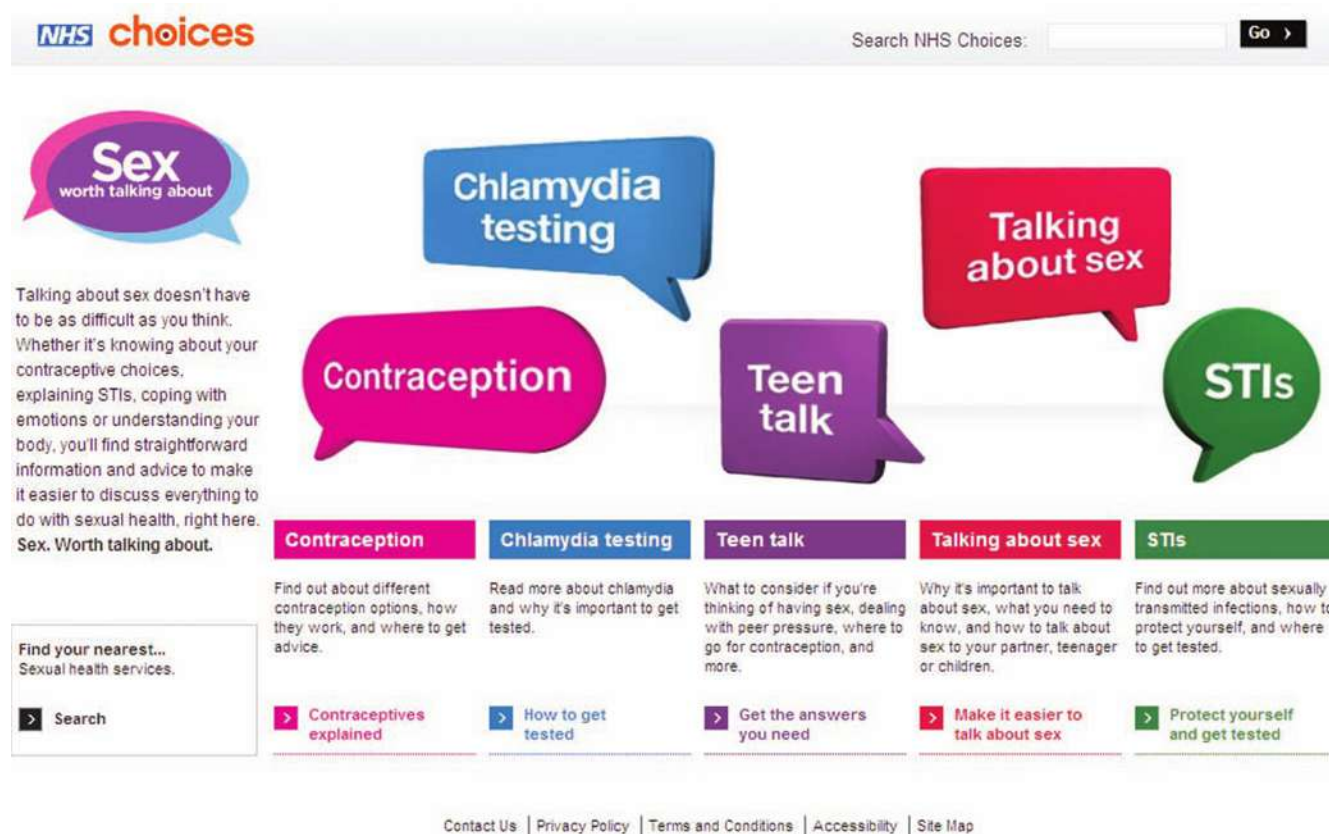 NHS choices
Search NHS Choices:
Go
Sex
worth talking about
Talking about sex doesn't have
to be as difficult as you think.
Whether it's knowing about your
contraceptive choices,
explaining STIs, coping with
emotions or understanding your
body, you'll find straightforward
information and advice to make
it easier to discuss everything to
do with sexual health, right here.
Sex. Worth talking about.
Find your nearest...
Sexual health services.
Search
Chlamydia
testing
Talking
about sex
Contraception
Teen
talk
STIs
Contraception
Find out about different
contraception options, how
they work, and where to get
advice.
Contraceptives
explained
Chlamydia testing
Read more about chlamydia
and why it's important to get
tested.
How to get
tested
Teen talk
What to consider if you're
thinking of having sex, dealing
with peer pressure, where to
go for contraception, and
more.
Get the answers
you need
Talking about sex
Why it's important to talk
about sex, what you need to
know, and how to talk about
sex to your partner, teenager
or children.
Make it easier to
talk about sex
STIs
Find out more about sexually
transmitted infections, how to
protect yourself, and where
to get tested.
Protect yourself
and get tested
Contact Us | Privacy Policy | Terms and Conditions | Accessibility | Site Map